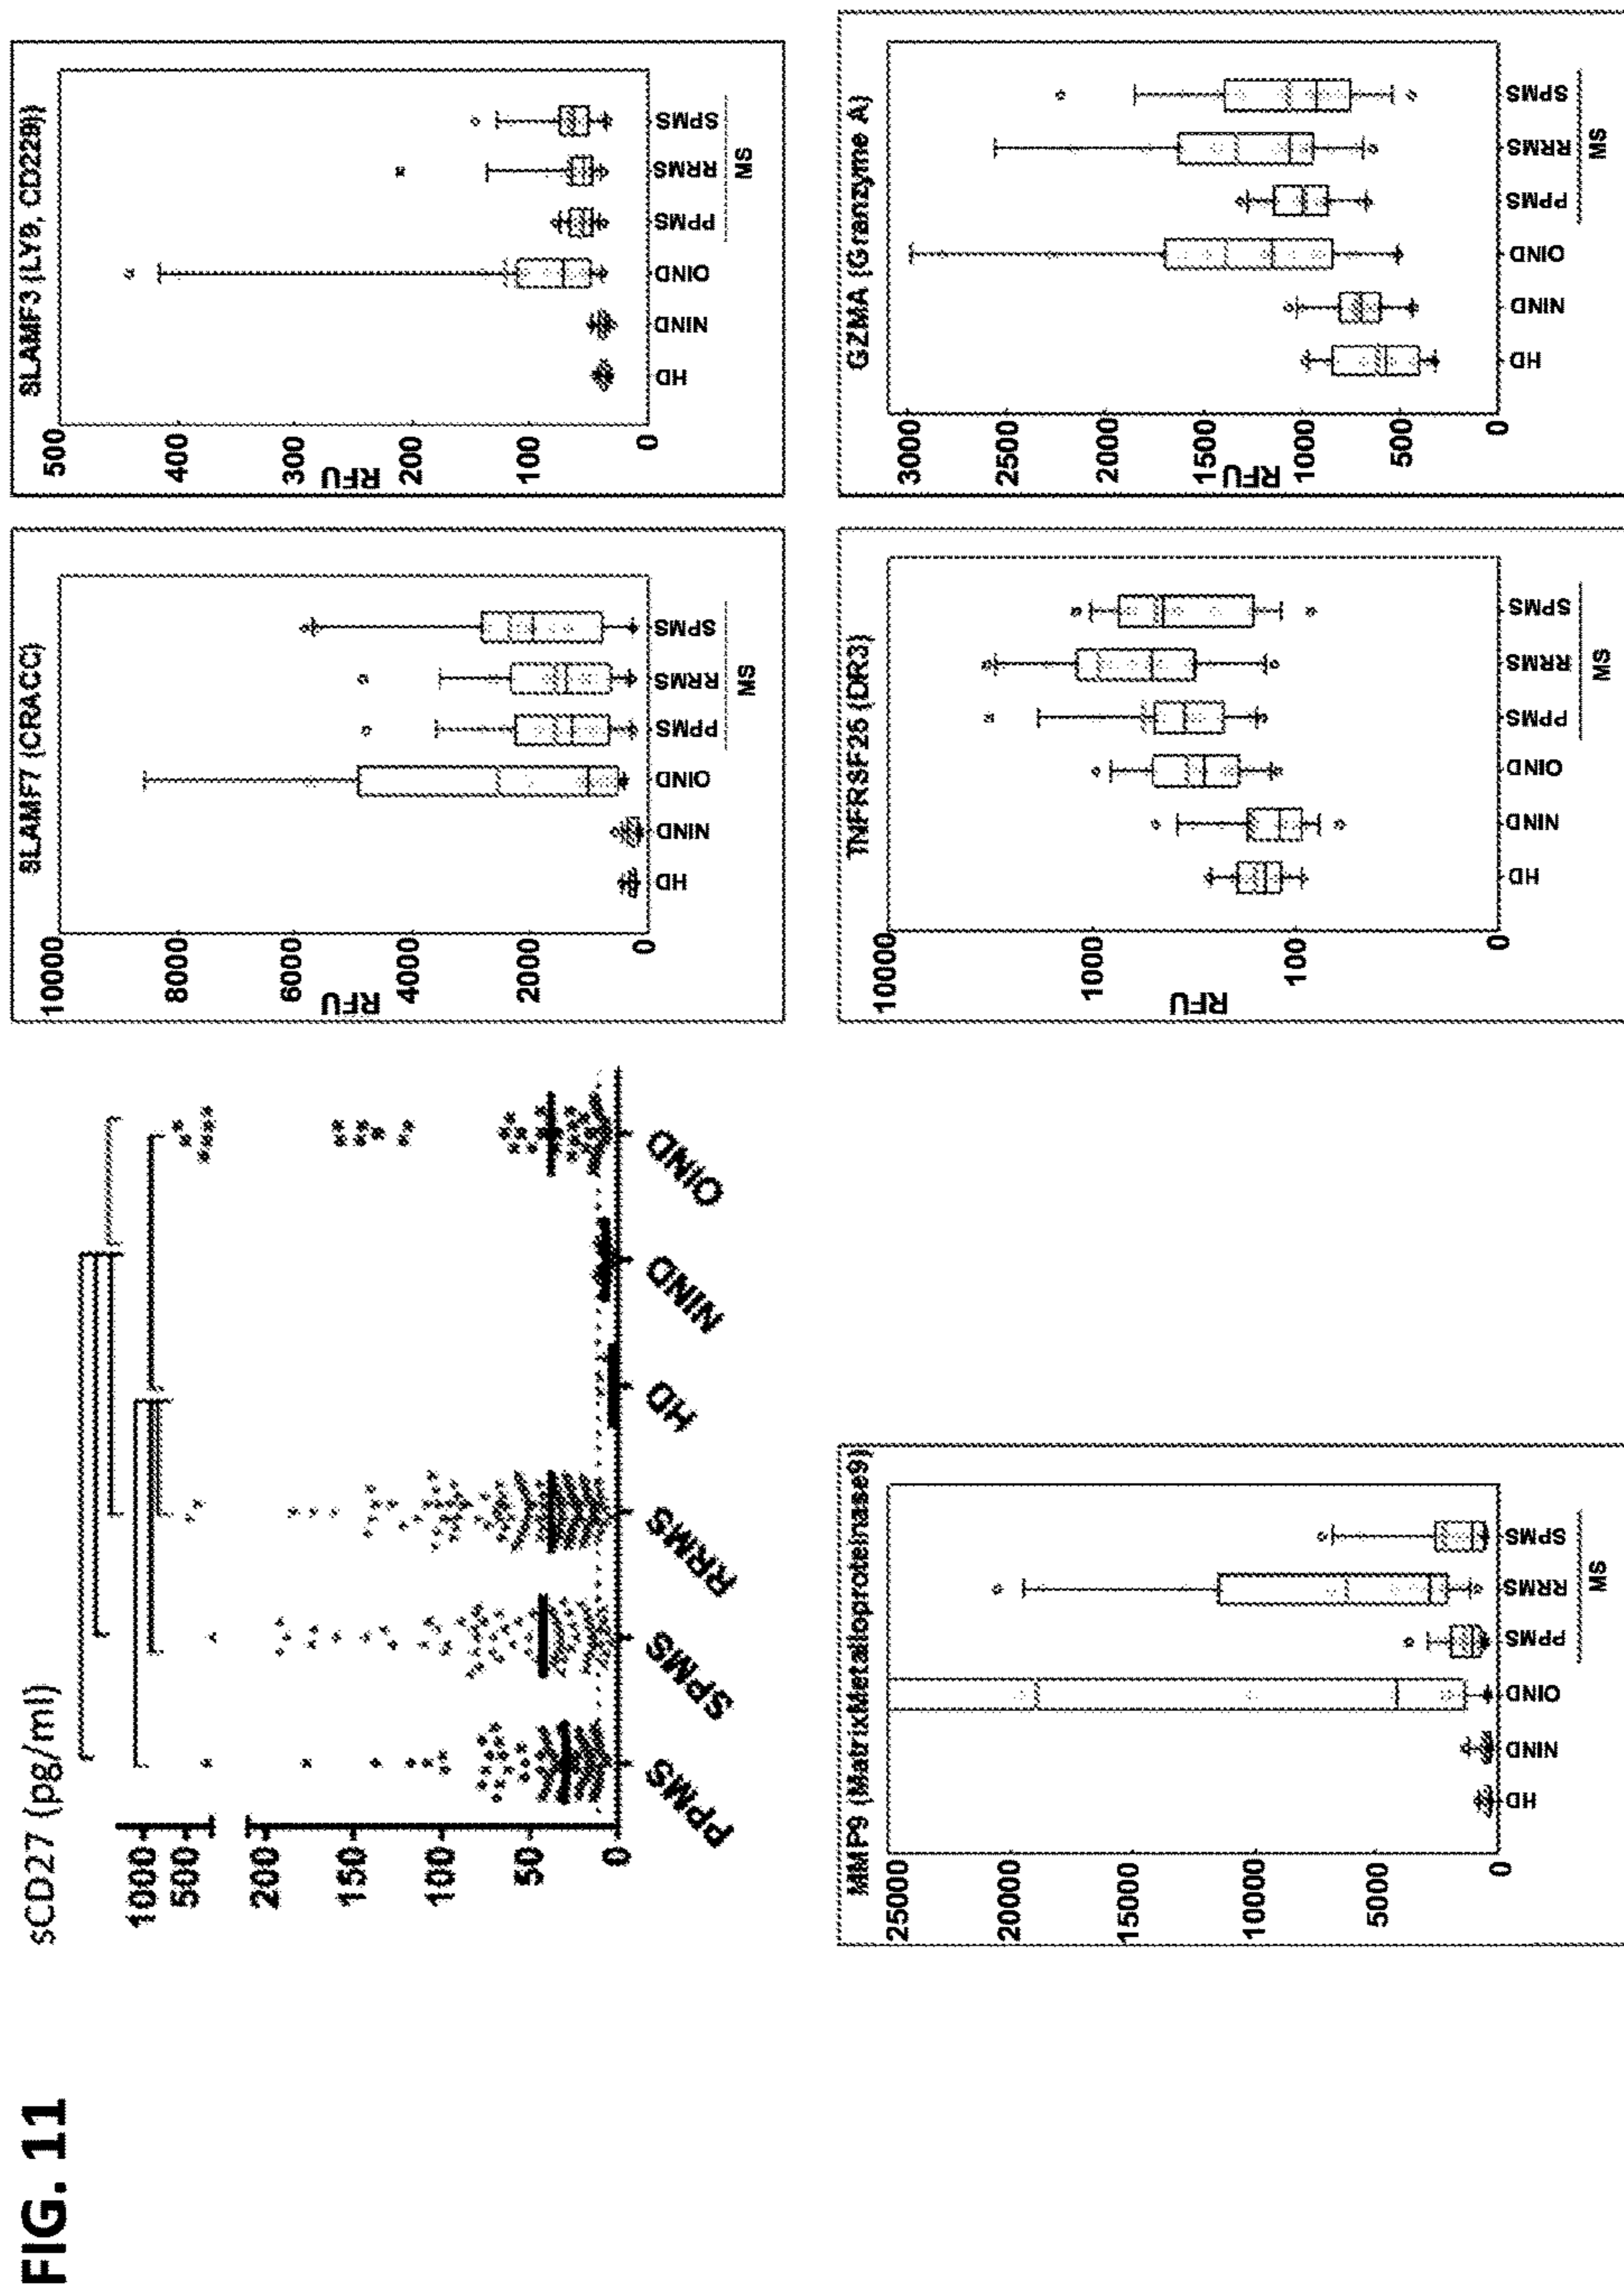 FIG. 11
sCD27 (pg/ml)
1000
500
200
150
100
50
0
PPMS
SPMS
RRMS
HD
NIND
OIND
SLAMF7 (CRACC)
10000
8000
6000
4000
2000
0
RFU
HD
NIND
OIND
PPMS
RRMS
SPMS
MS
SLAMF3 (LY9, CD229)
500
400
300
200
100
0
RFU
HD
NIND
OIND
PPMS
RRMS
SPMS
MS
MMP9 (MatrixMetalloproteinase9)
25000
20000
15000
10000
5000
0
HD
NIND
OIND
PPMS
RRMS
SPMS
MS
TNFRSF25 (DR3)
10000
1000
100
0
RFU
HD
NIND
OIND
PPMS
RRMS
SPMS
MS
GZMA (Granzyme A)
3000
2500
2000
1500
1000
500
0
RFU
HD
NIND
OIND
PPMS
RRMS
SPMS
MS